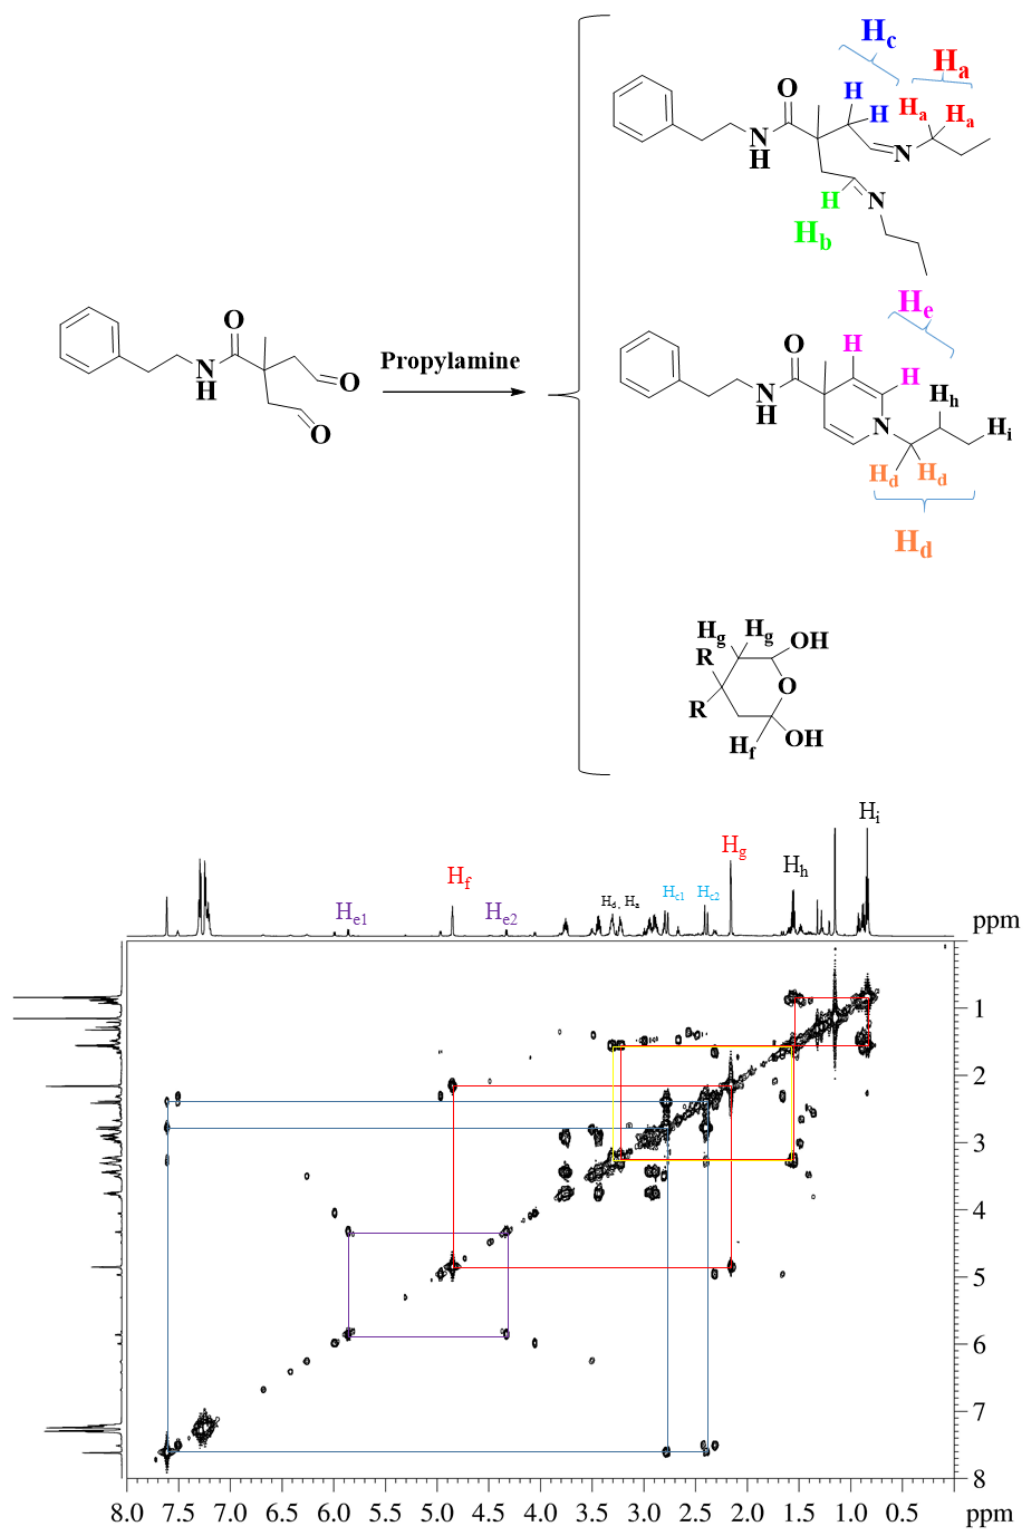 Hc
Ha
O
H
H
Ha
Ha
N
H
N
H
N
Hb
He
O
N
H
O
O
Propylamine
O
H
N
H
H
Hh
N
Hi
Hd
Hd
Hd
Hg
Hg
OH
R
O
R
Hf
OH
Hi
Hf
Hg
Hh
He1
He2
Hd , Ha
Hc1
Hc2
ppm
1
2
3
4
5
6
7
8
8.0 7.5 7.0 6.5 6.0 5.5 5.0 4.5 4.0 3.5 3.0 2.5 2.0 1.5 1.0 0.5 ppm